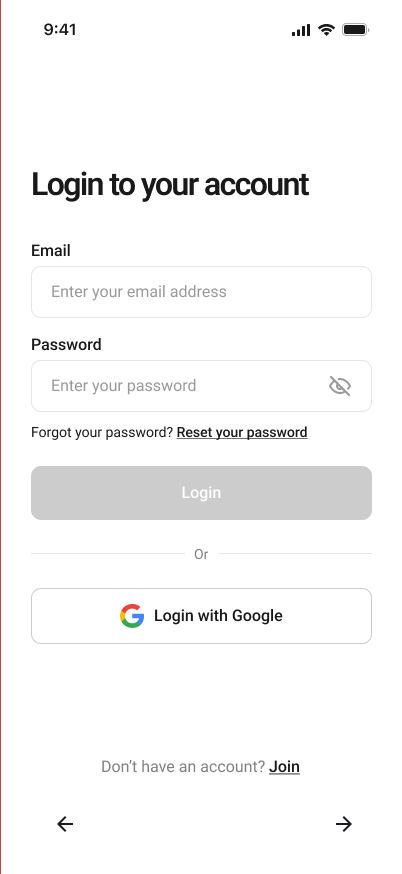 9:41
Login to your account
Email
Enter your email address
Password
Enter your password
Forgot your password? Reset your password
Login
Or
Login with Google
Don’t have an account? Join